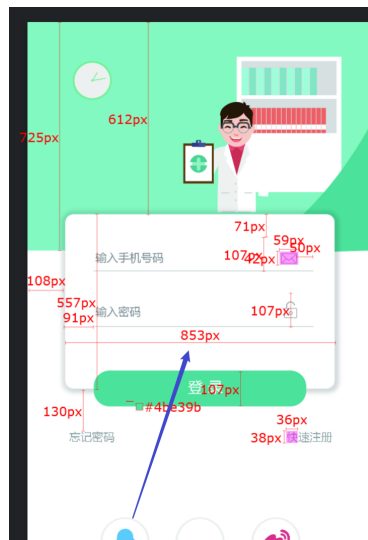 725px
612px
71px
59px
50px
输入手机号码
107px
42px
108px
557px
91px
输入密码
107px
853px
登录
107px
130px
#4be39b
36px
忘记密码
38px
快速注册